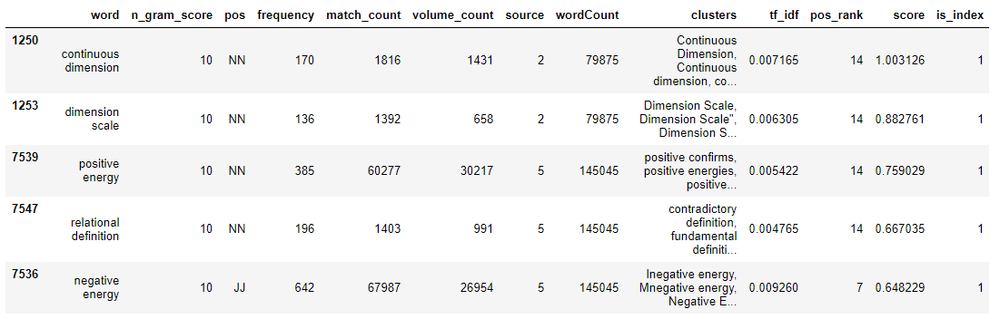 word n_gram_score pos frequency match_count volume_count source wordCount clusters tf_idf pos_rank score is_index
1250 continuous dimension 10 NN 170 1816 1431 2 79875 Continuous Dimension, Continuous dimension, co... 0.007165 14 1.003126 1
1253 dimension scale 10 NN 136 1392 658 2 79875 Dimension Scale, Dimension Scale", Dimension S... 0.006305 14 0.882761 1
7539 positive energy 10 NN 385 60277 30217 5 145045 positive confirms, positive energies, positive... 0.005422 14 0.759029 1
7547 relational definition 10 NN 196 1403 991 5 145045 contradictory definition, fundamental definiti... 0.004765 14 0.667035 1
7536 negative energy 10 JJ 642 67987 26954 5 145045 Inegative energy, Mnegative energy, Negative E... 0.009260 7 0.648229 1